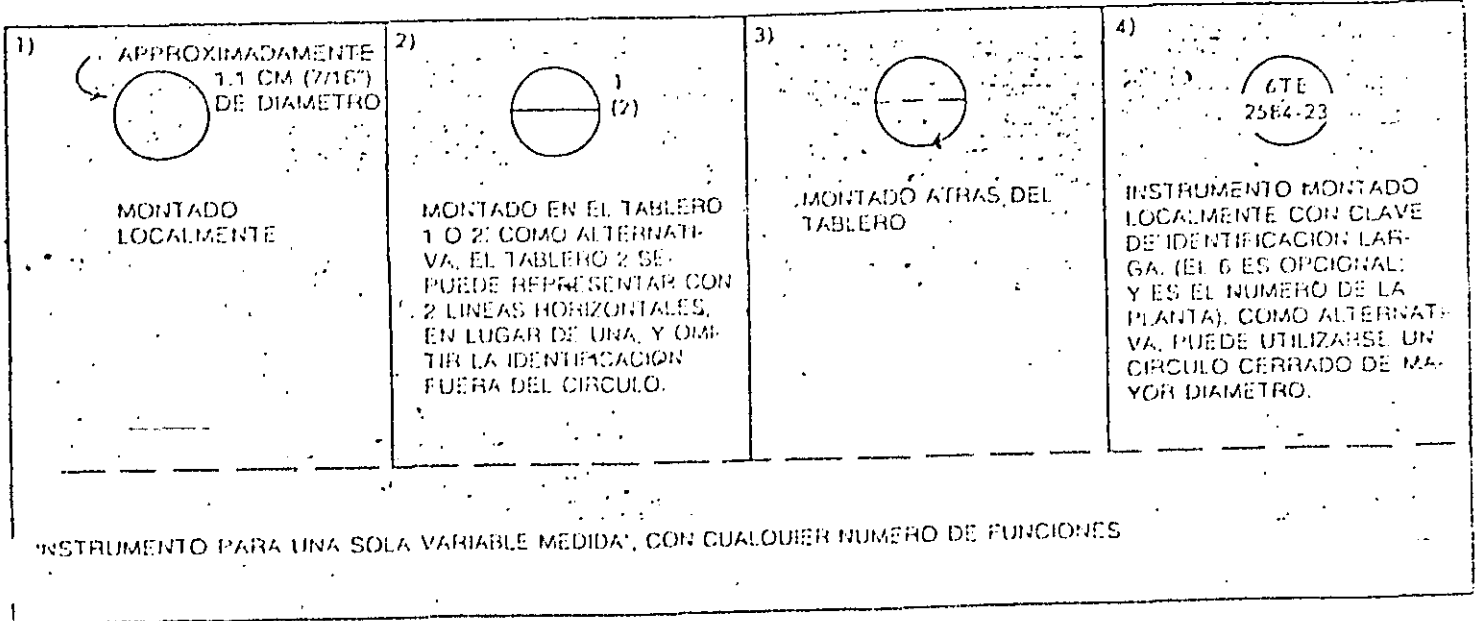 1)
APPROXIMADAMENTE
1.1 CM (7/16")
DE DIAMETRO
MONTADO
LOCALMENTE
2)
)
(2)
MONTADO EN EL TABLERO
1 O 2: COMO ALTERNATI-
VA, EL TABLERO 2 SE
PUEDE REPRESENTAR CON
2 LINEAS HORIZONTALES,
EN LUGAR DE UNA, Y OMI-
TIR LA IDENTIFICACION
FUERA DEL CIRCULO.
3)
MONTADO ATRAS DEL
TABLERO
4)
6TE
2584-23
INSTRUMENTO MONTADO
LOCALMENTE CON CLAVE
DE IDENTIFICACION LAR-
GA. (EL 6 ES OPCIONAL:
Y ES EL NUMERO DE LA
PLANTA). COMO ALTERNATI-
VA, PUEDE UTILIZARSE UN
CIRCULO CERRADO DE MA-
YOR DIAMETRO.
INSTRUMENTO PARA UNA SOLA VARIABLE MEDIDA', CON CUALQUIER NUMERO DE FUNCIONES